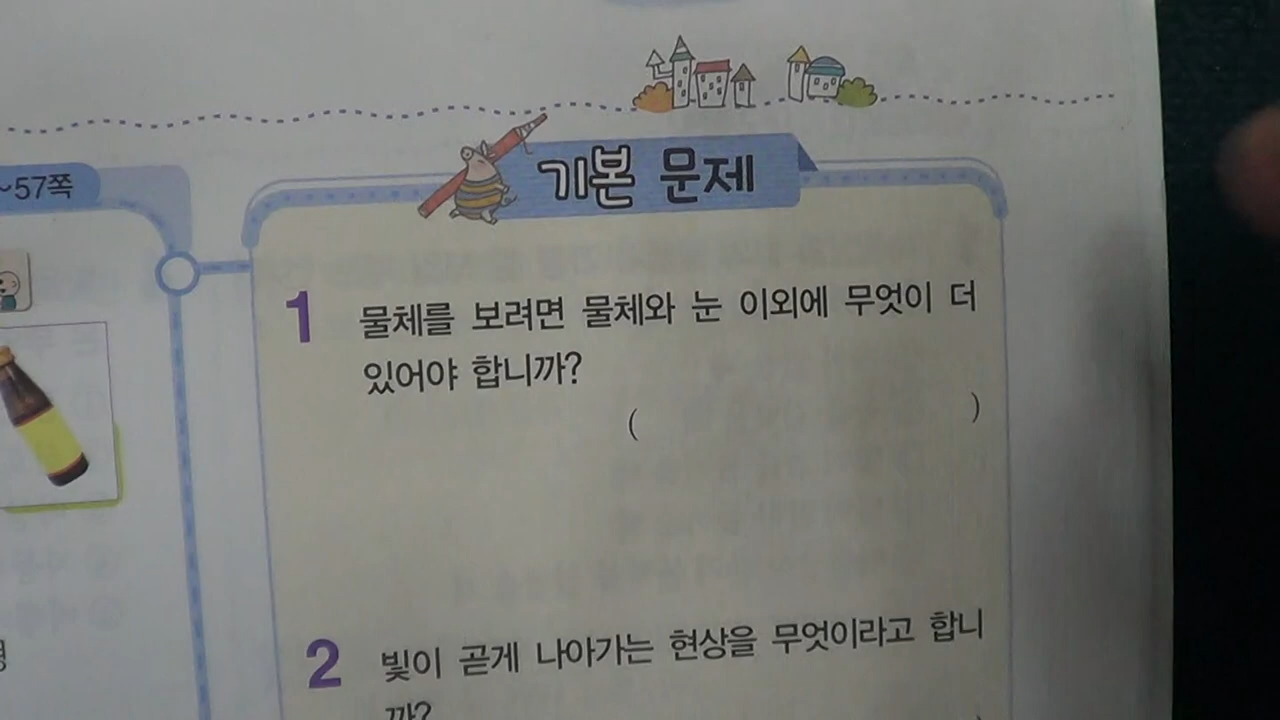 ~57쪽
기본 문제
1 물체를 보려면 물체와 눈 이외에 무엇이 더
있어야 합니까?
( )
2 빛이 곧게 나아가는 현상을 무엇이라고 합니
까?